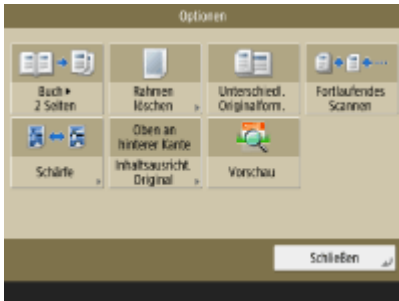 Optionen
Buch ▸
2 Seiten
Rahmen
löschen
Unterschiedl.
Originalform.
Fortlaufendes
Scannen
Schärfe
Oben an
hinterer Kante
Inhaltsausricht.
Original
Vorschau
Schließen